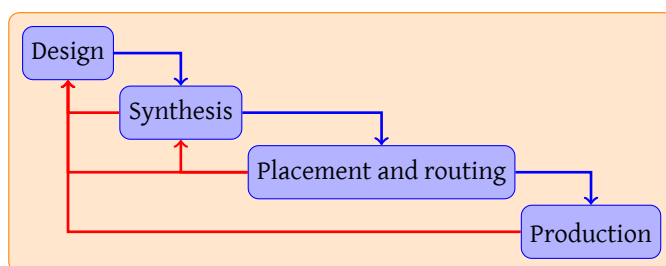 Design
Synthesis
Placement and routing
Production